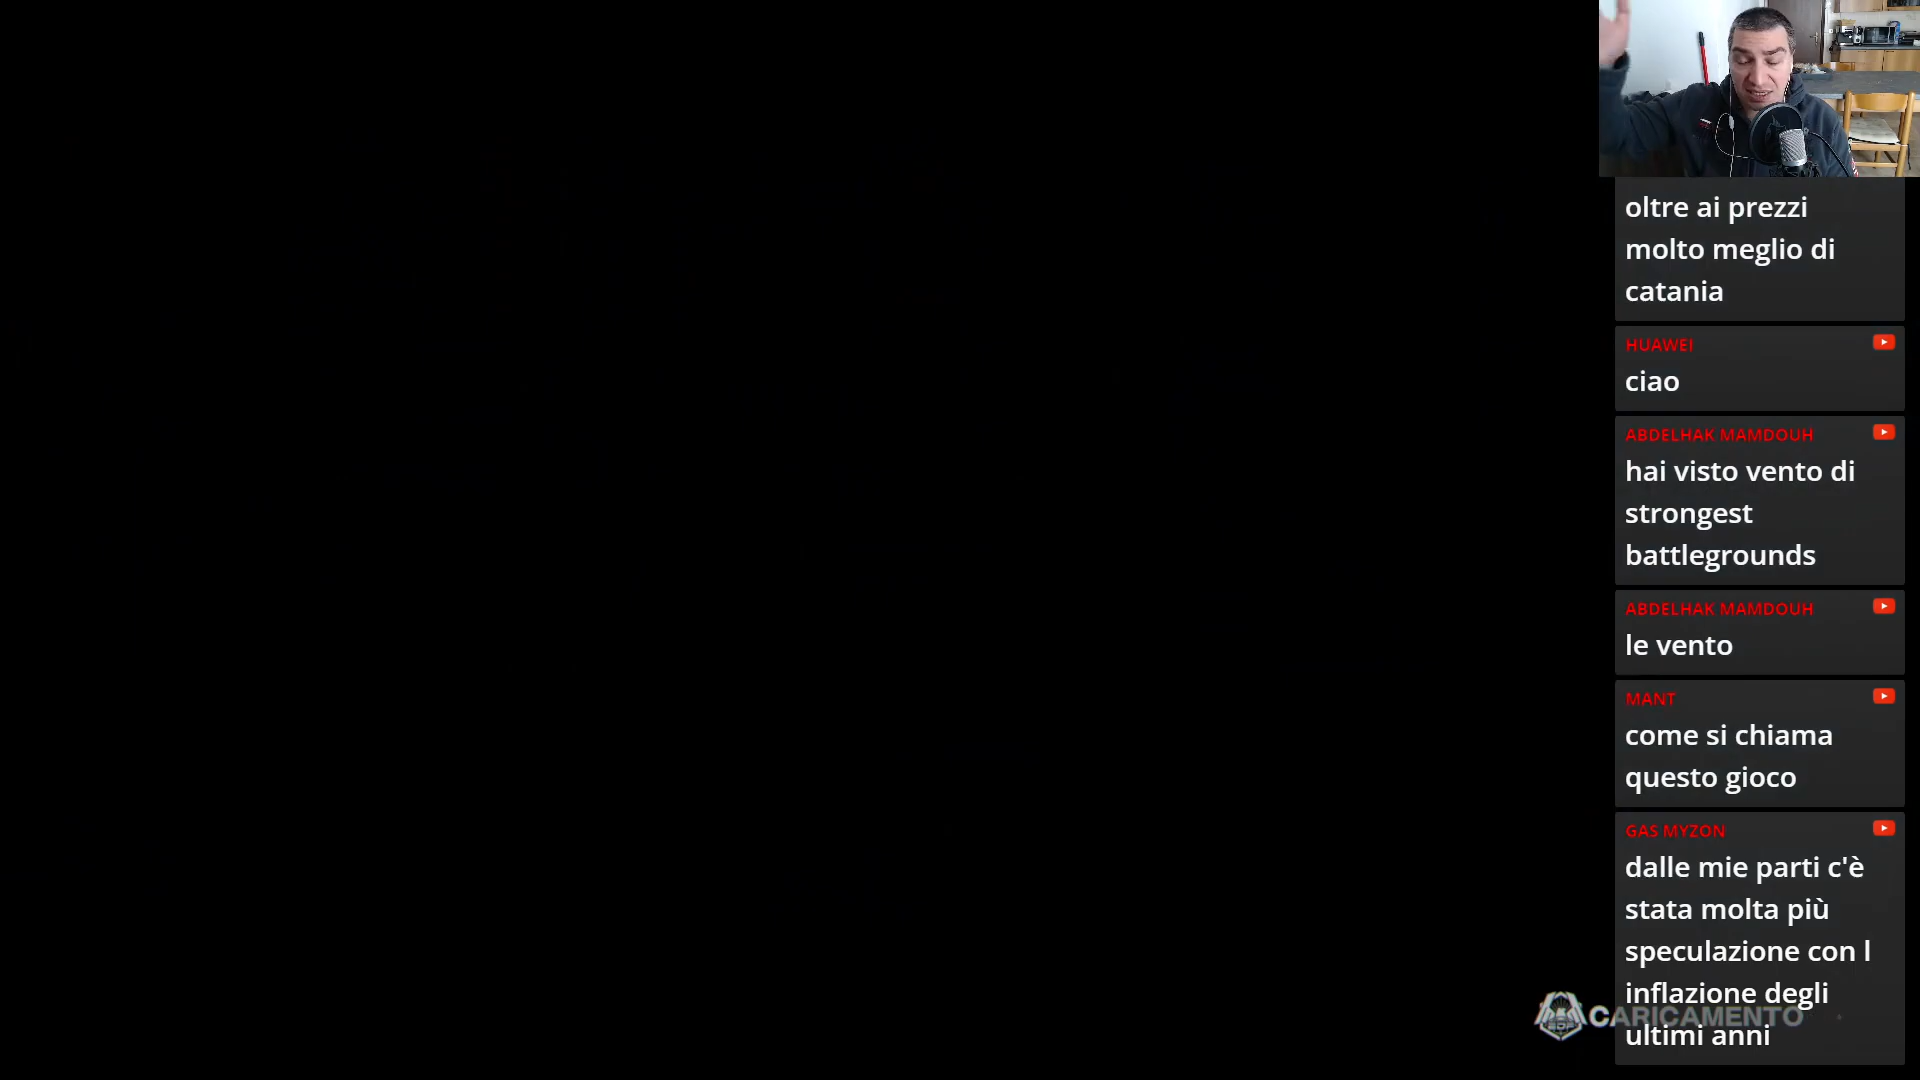 oltre ai prezzi
molto meglio di
catania
HUAWEI
ciao
ABDELHAK MAMDOUH
hai visto vento di
strongest
battlegrounds
ABDELHAK MAMDOUH
le vento
MANT
come si chiama
questo gioco
GAS MYZON
dalle mie parti c'è
stata molta più
speculazione con l
inflazione degli
ultimi anni
EDF
CARICAMENTO